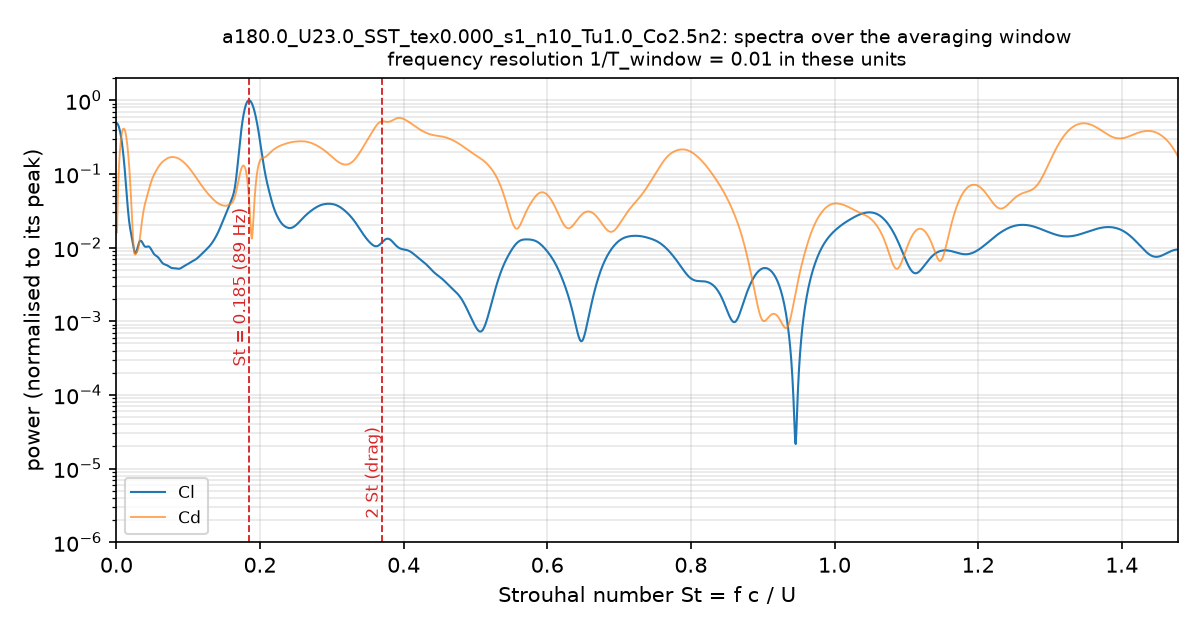 a180.0_U23.0_SST_tex0.000_s1_n10_Tu1.0_Co2.5n2: spectra over the averaging window
frequency resolution 1/T_window = 0.01 in these units
power (normalised to its peak)
10⁰
10⁻¹
10⁻²
10⁻³
10⁻⁴
10⁻⁵
10⁻⁶
St = 0.185 (89 Hz)
2 St (drag)
Cl
Cd
0.0 0.2 0.4 0.6 0.8 1.0 1.2 1.4
Strouhal number St = f c / U